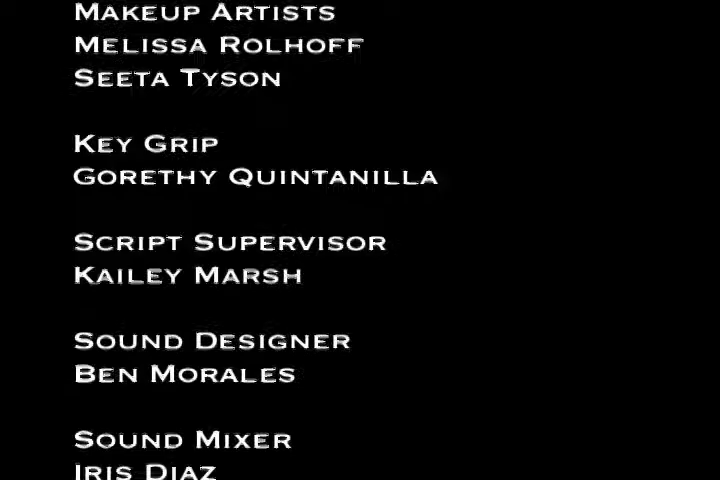 Makeup Artists
Melissa Rolhoff
Seeta Tyson
Key Grip
Gorethy Quintanilla
Script Supervisor
Kailey Marsh
Sound Designer
Ben Morales
Sound Mixer
Iris Diaz